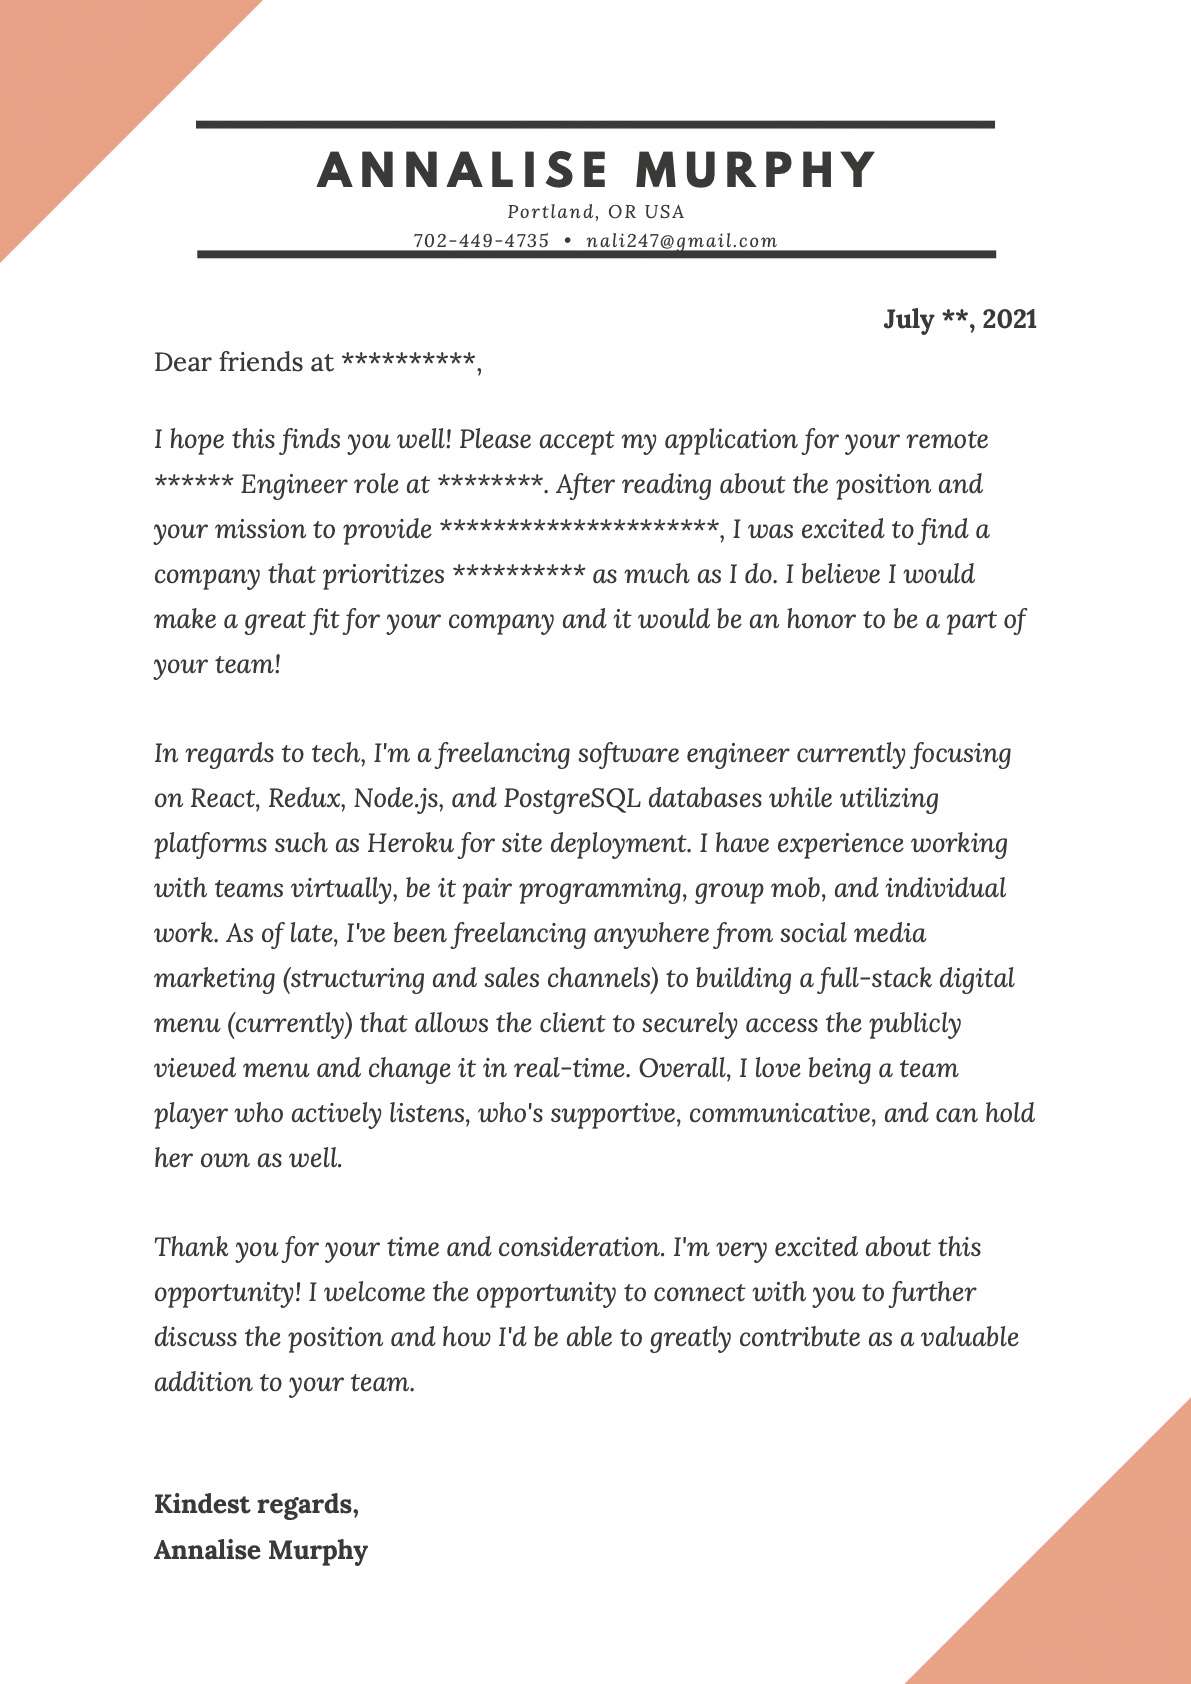 ANNALISE MURPHY
Portland, OR USA
702-449-4735 • nali247@gmail.com
July **, 2021
Dear friends at **********,
I hope this finds you well! Please accept my application for your remote
****** Engineer role at ********. After reading about the position and
your mission to provide *********************, I was excited to find a
company that prioritizes ********** as much as I do. I believe I would
make a great fit for your company and it would be an honor to be a part of
your team!
In regards to tech, I'm a freelancing software engineer currently focusing
on React, Redux, Node.js, and PostgreSQL databases while utilizing
platforms such as Heroku for site deployment. I have experience working
with teams virtually, be it pair programming, group mob, and individual
work. As of late, I've been freelancing anywhere from social media
marketing (structuring and sales channels) to building a full-stack digital
menu (currently) that allows the client to securely access the publicly
viewed menu and change it in real-time. Overall, I love being a team
player who actively listens, who's supportive, communicative, and can hold
her own as well.
Thank you for your time and consideration. I'm very excited about this
opportunity! I welcome the opportunity to connect with you to further
discuss the position and how I'd be able to greatly contribute as a valuable
addition to your team.
Kindest regards,
Annalise Murphy